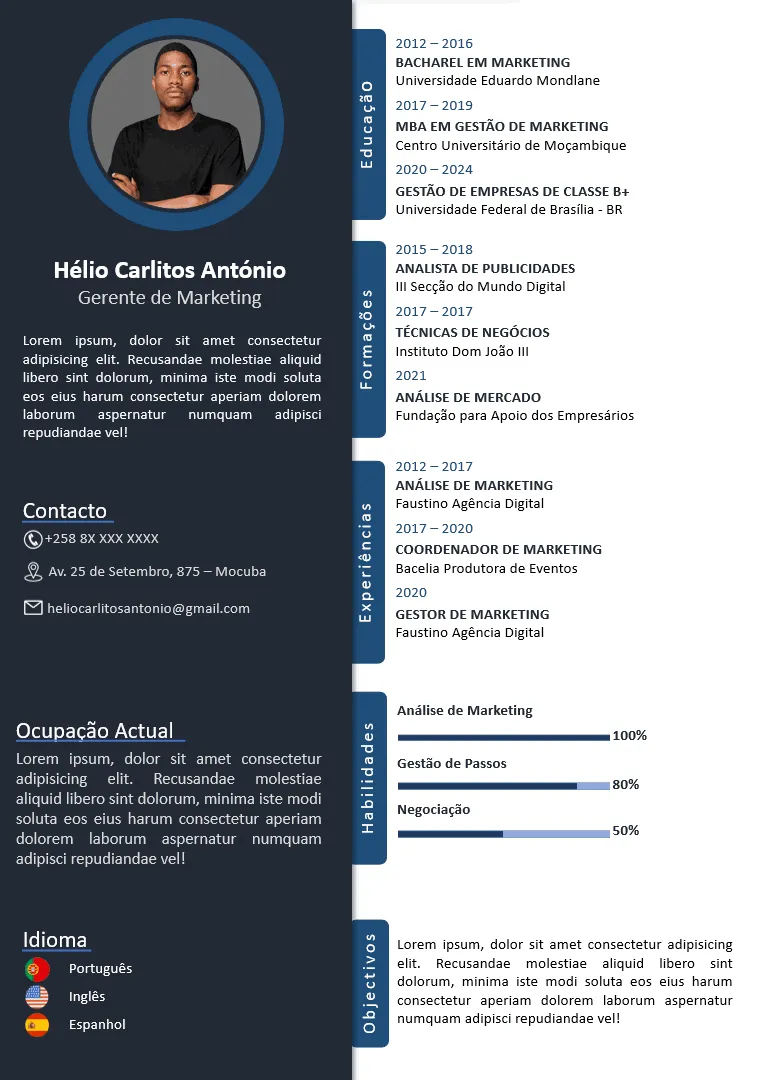 Hélio Carlitos António
Gerente de Marketing
Lorem ipsum, dolor sit amet consectetur
adipisicing elit. Recusandae molestiae aliquid
libero sint dolorum, minima iste modi soluta
eos eius harum consectetur aperiam dolorem
laborum aspernatur numquam adipisci
repudiandae vel!
Contacto
+258 8X XXX XXXX
Av. 25 de Setembro, 875 – Mocuba
heliocarlitosantonio@gmail.com
Ocupação Actual
Lorem ipsum, dolor sit amet consectetur
adipisicing elit. Recusandae molestiae
aliquid libero sint dolorum, minima iste modi
soluta eos eius harum consectetur aperiam
dolorem laborum aspernatur numquam
adipisci repudiandae vel!
Idioma
Português
Inglês
Espanhol
Educação
2012 – 2016
BACHAREL EM MARKETING
Universidade Eduardo Mondlane
2017 – 2019
MBA EM GESTÃO DE MARKETING
Centro Universitário de Moçambique
2020 – 2024
GESTÃO DE EMPRESAS DE CLASSE B+
Universidade Federal de Brasília - BR
Formações
2015 – 2018
ANALISTA DE PUBLICIDADES
III Secção do Mundo Digital
2017 – 2017
TÉCNICAS DE NEGÓCIOS
Instituto Dom João III
2021
ANÁLISE DE MERCADO
Fundação para Apoio dos Empresários
Experiências
2012 – 2017
ANÁLISE DE MARKETING
Faustino Agência Digital
2017 – 2020
COORDENADOR DE MARKETING
Bacelia Produtora de Eventos
2020
GESTOR DE MARKETING
Faustino Agência Digital
Habilidades
Análise de Marketing
100%
Gestão de Passos
80%
Negociação
50%
Objectivos
Lorem ipsum, dolor sit amet consectetur adipisicing
elit. Recusandae molestiae aliquid libero sint
dolorum, minima iste modi soluta eos eius harum
consectetur aperiam dolorem laborum aspernatur
numquam adipisci repudiandae vel!